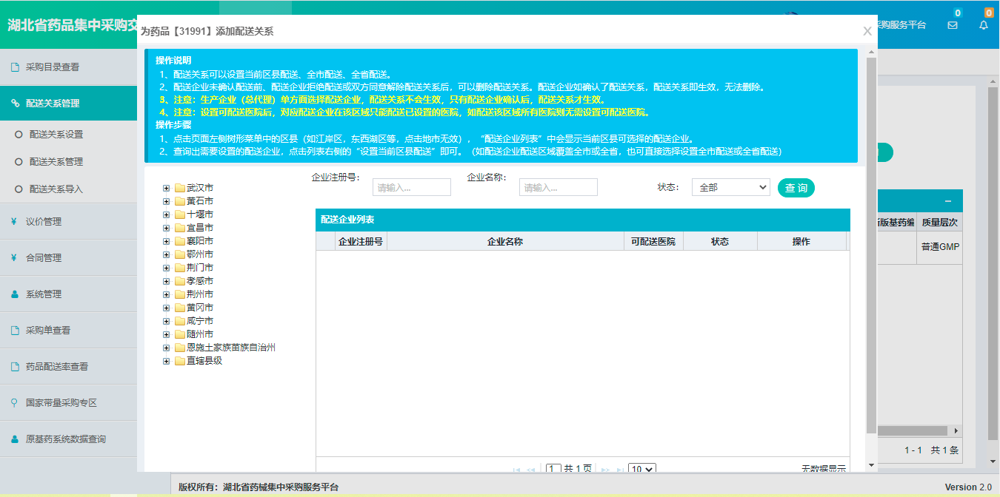 湖北省药品集中采购交
为药品【31991】添加配送关系
X
采购服务平台
0
0
采购目录查看
配送关系管理
配送关系设置
配送关系管理
配送关系导入
议价管理
合同管理
系统管理
采购单查看
药品配送率查看
国家带量采购专区
原基药系统数据查询
操作说明
1、配送关系可以设置当前区县配送、全市配送、全省配送。
2、配送企业未确认配送前、配送企业拒绝配送或双方同意解除配送关系后，可以删除配送关系。配送企业如确认了配送关系，配送关系即生效，无法删除。
3、注意：生产企业（总代理）单方面选择配送企业，配送关系不会生效，只有配送企业确认后，配送关系才生效。
4、注意：设置可配送医院后，对应配送企业在该区域只能配送已设置的医院，如配送该区域所有医院则无需设置可配送医院。
操作步骤
1、点击页面左侧树形菜单中的区县（如江岸区，东西湖区等，点击地市无效），“配送企业列表”中会显示当前区县可选择的配送企业。
2、查询出需要设置的配送企业，点击列表右侧的“设置当前区县配送”即可。（如配送企业配送区域覆盖全市或全省，也可直接选择设置全市配送或全省配送）
武汉市
黄石市
十堰市
宜昌市
襄阳市
鄂州市
荆门市
孝感市
荆州市
黄冈市
咸宁市
随州市
恩施土家族苗族自治州
直辖县级
企业注册号： 请输入... 企业名称： 请输入... 状态： 全部 查 询
配送企业列表
企业注册号 企业名称 可配送医院 状态 操作
1 共 1 页 10 无数据显示
新版基药编 质量层次
普通GMP
1 - 1 共 1 条
版权所有：湖北省药械集中采购服务平台
Version 2.0